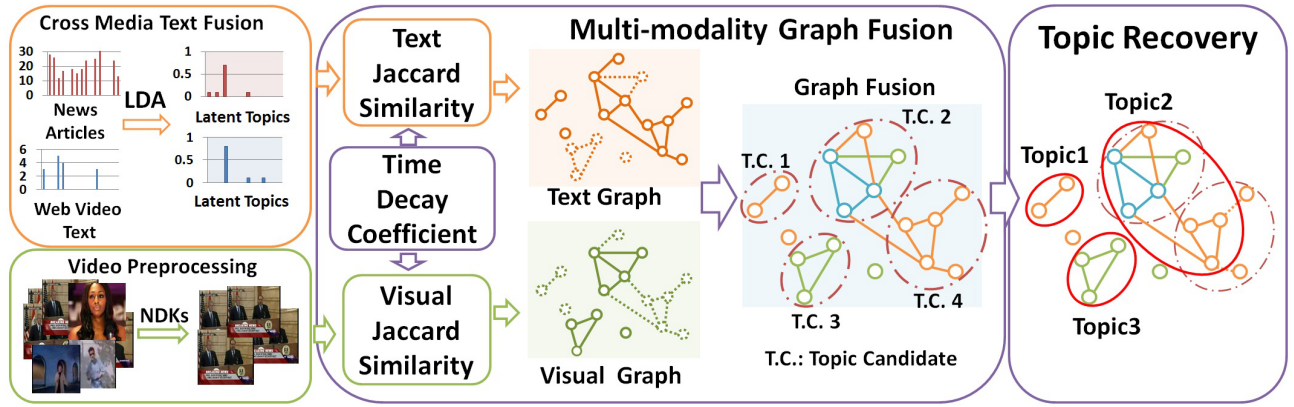 Cross Media Text Fusion
30
20
10
0
News
Articles
LDA
1
0.5
0
Latent Topics
6
4
2
0
Web Video
Text
1
0.5
0
Latent Topics
Video Preprocessing
NDKs
Text
Jaccard
Similarity
Time
Decay
Coefficient
Visual
Jaccard
Similarity
Multi-modality Graph Fusion
Text Graph
Visual Graph
Graph Fusion
T.C. 1
T.C. 2
T.C. 3
T.C. 4
T.C.: Topic Candidate
Topic Recovery
Topic1
Topic2
Topic3